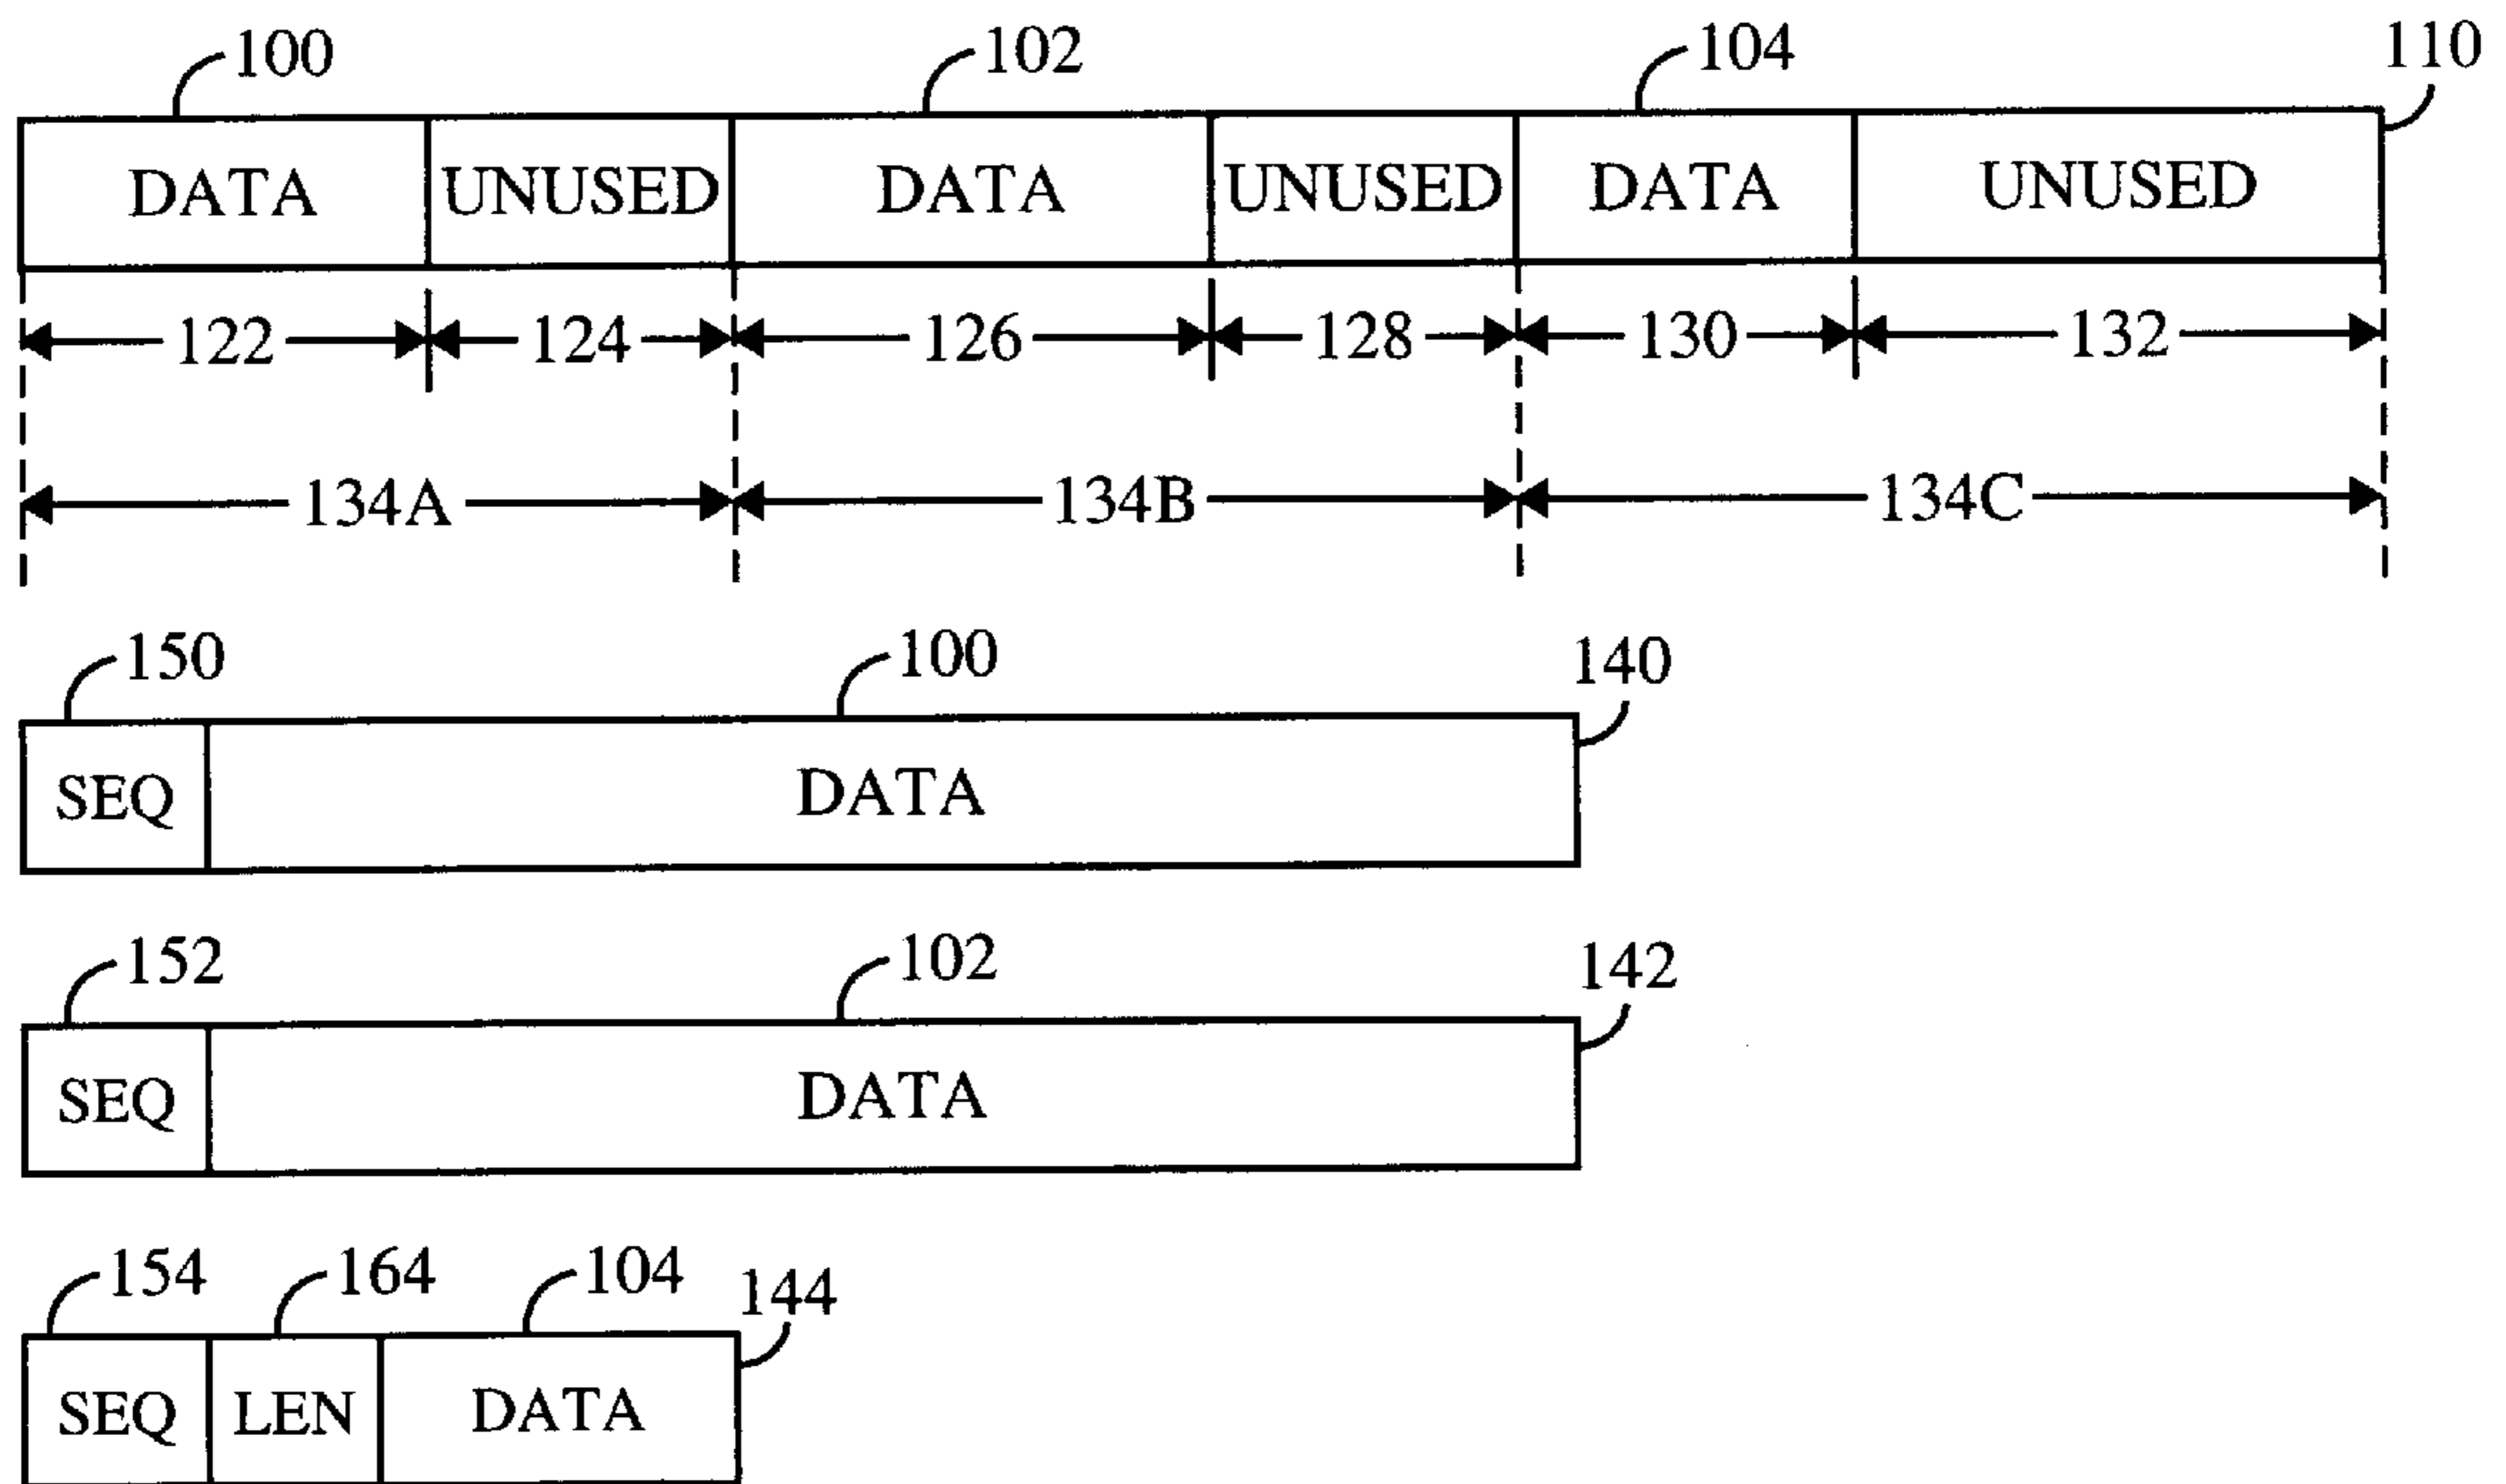 100 102 104 110
DATA UNUSED DATA UNUSED DATA UNUSED
122 124 126 128 130 132
134A 134B 134C
150 100 140
SEQ DATA
152 102 142
SEQ DATA
154 164 104 144
SEQ LEN DATA